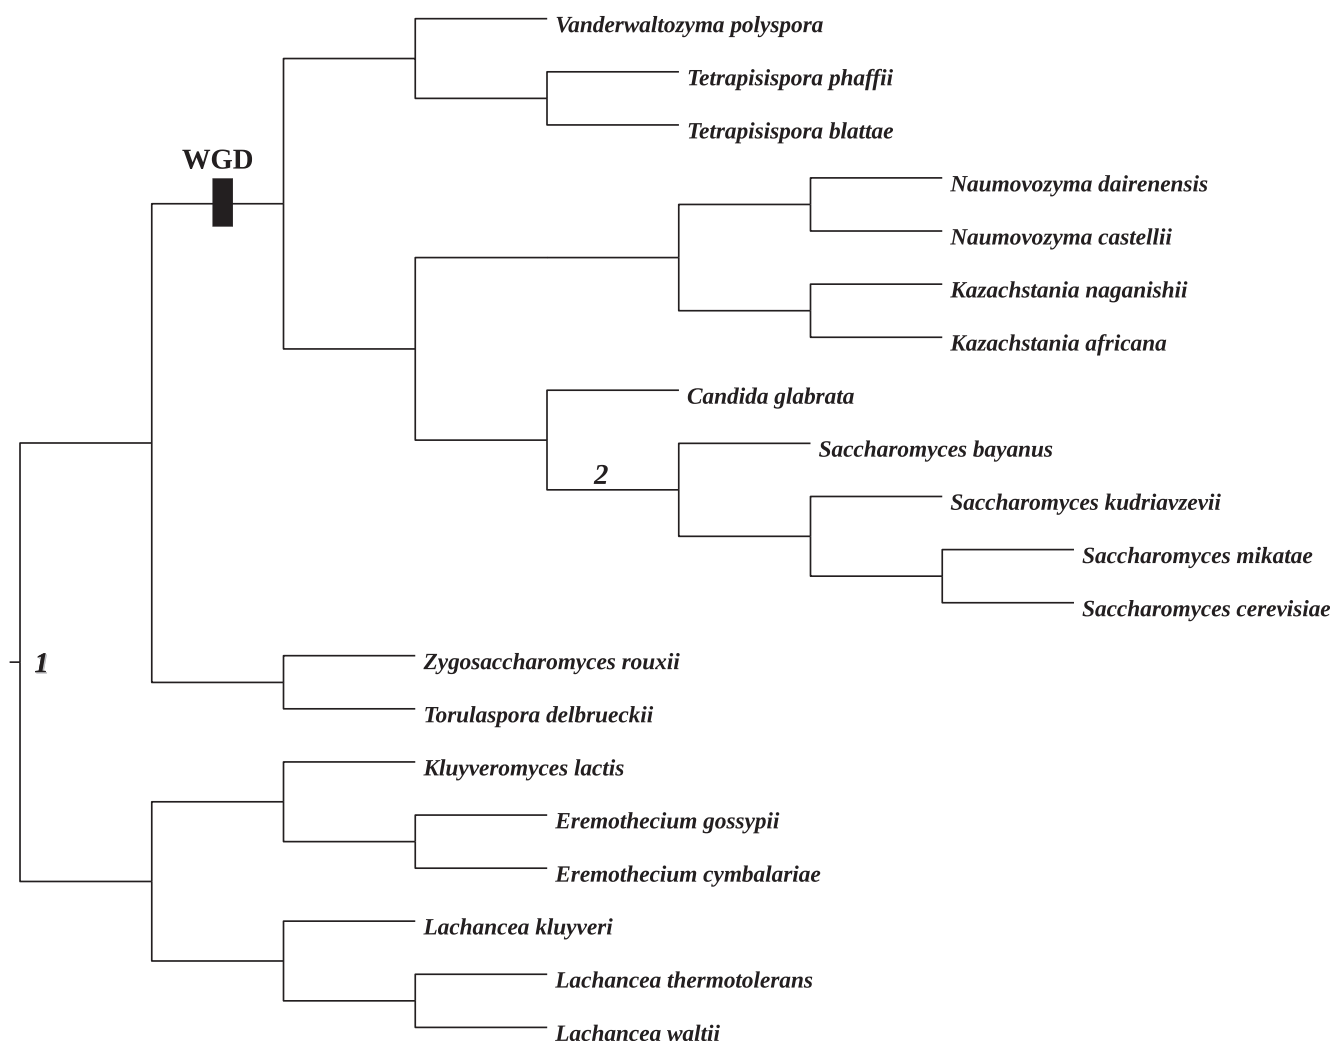 Vanderwaltozyma polyspora
Tetrapisispora phaffii
Tetrapisispora blattae
WGD
Naumovozyma dairenensis
Naumovozyma castellii
Kazachstania naganishii
Kazachstania africana
Candida glabrata
Saccharomyces bayanus
2
Saccharomyces kudriavzevii
Saccharomyces mikatae
Saccharomyces cerevisiae
Zygosaccharomyces rouxii
1
Torulaspora delbrueckii
Kluyveromyces lactis
Eremothecium gossypii
Eremothecium cymbalariae
Lachancea kluyveri
Lachancea thermotolerans
Lachancea waltii